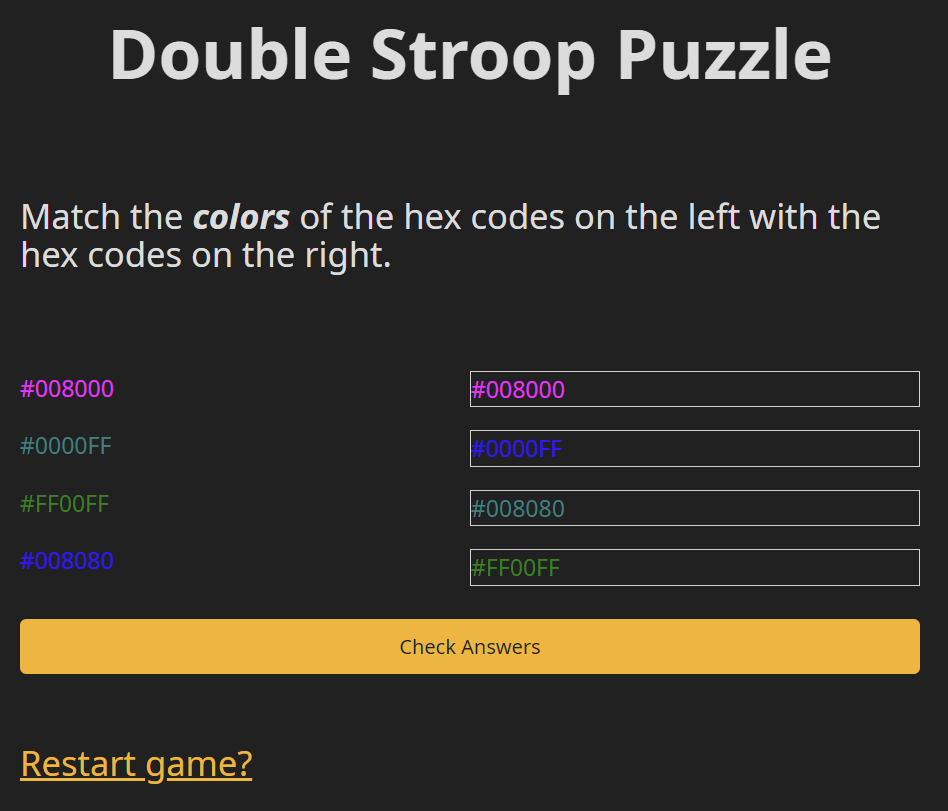 Double Stroop Puzzle
Match the colors of the hex codes on the left with the
hex codes on the right.
#008000 #008000
#0000FF #0000FF
#FF00FF #008080
#008080 #FF00FF
Check Answers
Restart game?